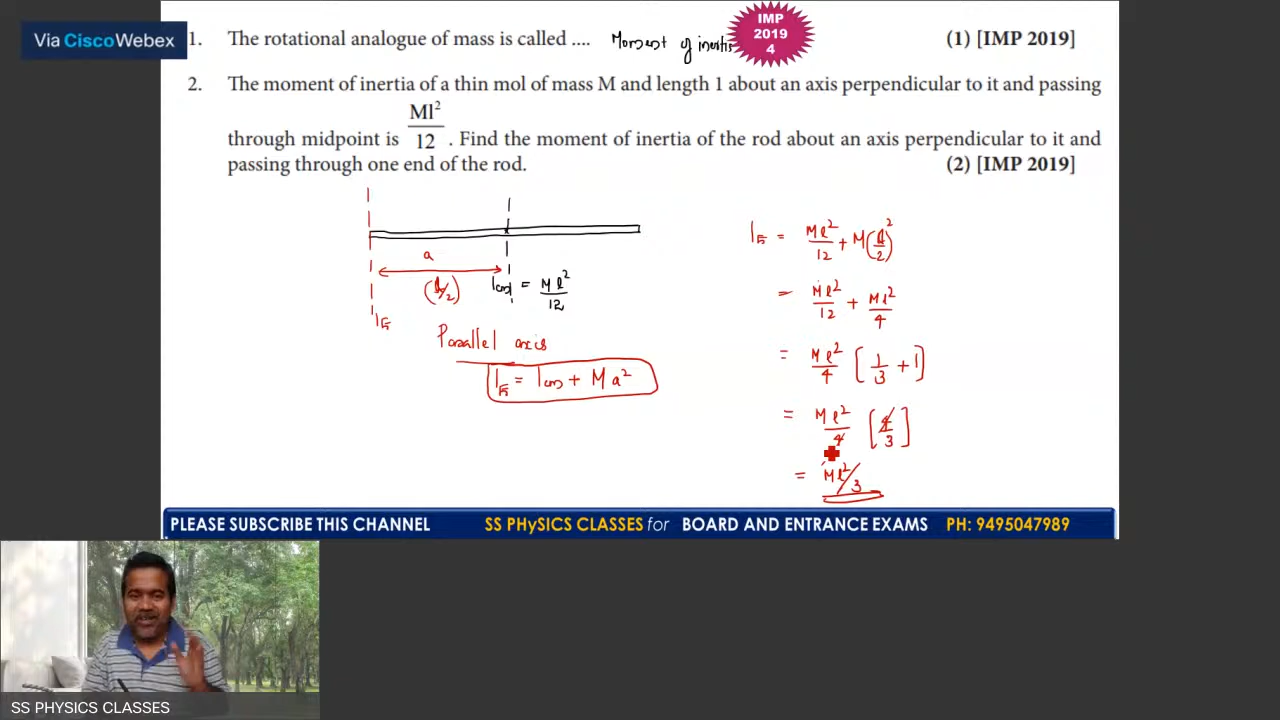 Via CiscoWebex
1. The rotational analogue of mass is called .... Moment of inertia (1) [IMP 2019]
IMP
2019
4
2. The moment of inertia of a thin mol of mass M and length 1 about an axis perpendicular to it and passing
through midpoint is Ml²/12 . Find the moment of inertia of the rod about an axis perpendicular to it and
passing through one end of the rod. (2) [IMP 2019]
a
(l/2)
Icm = Ml²/12
Parallel axis
= Icm + Ma²
= Ml²/12 + M(l/2)²
= Ml²/12 + Ml²/4
= Ml²/4 [1/3 + 1]
= Ml²/4 [4/3]
= Ml²/3
PLEASE SUBSCRIBE THIS CHANNEL SS PHySICS CLASSES for BOARD AND ENTRANCE EXAMS PH: 9495047989
SS PHYSICS CLASSES